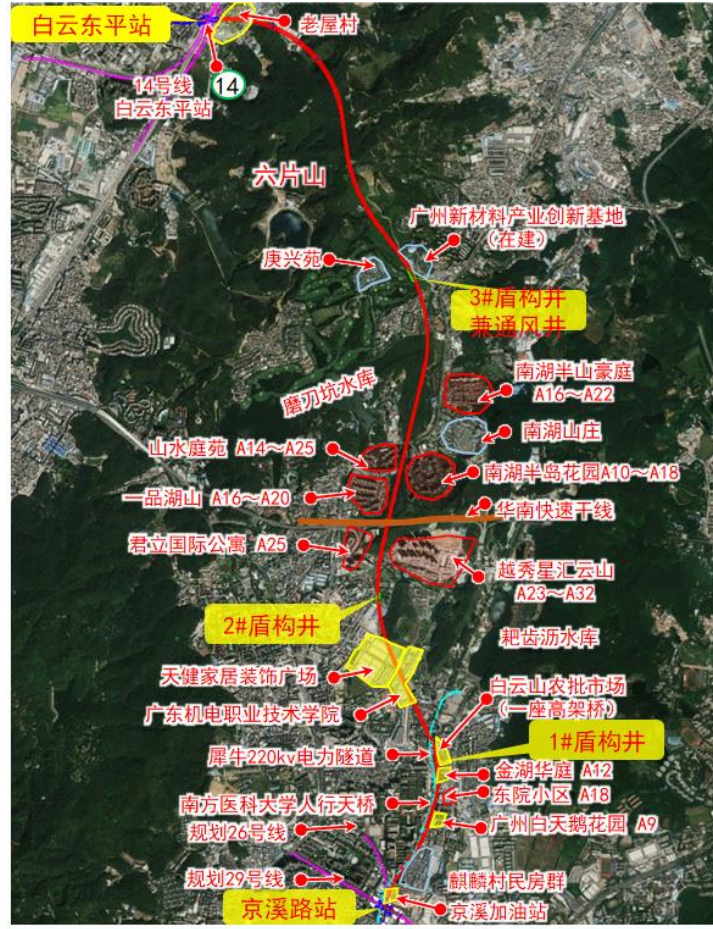 白云东平站
老屋村
14号线
白云东平站
14
六片山
广州新材料产业创新基地
(在建)
庚兴苑
3#盾构井
兼通风井
磨刀坑水库
南湖半山豪庭
A16～A22
南湖山庄
山水庭苑 A14～A25
南湖半岛花园A10～A18
一品湖山 A16～A20
华南快速干线
君立国际公寓 A25
越秀星汇云山
A23～A32
2#盾构井
耙齿沥水库
天健家居装饰广场
白云山农批市场
(一座高架桥)
广东机电职业技术学院
1#盾构井
犀牛220kv电力隧道
金湖华庭 A12
东院小区 A18
南方医科大学人行天桥
规划26号线
广州白天鹅花园 A9
规划29号线
麒麟村民房群
京溪路站
京溪加油站